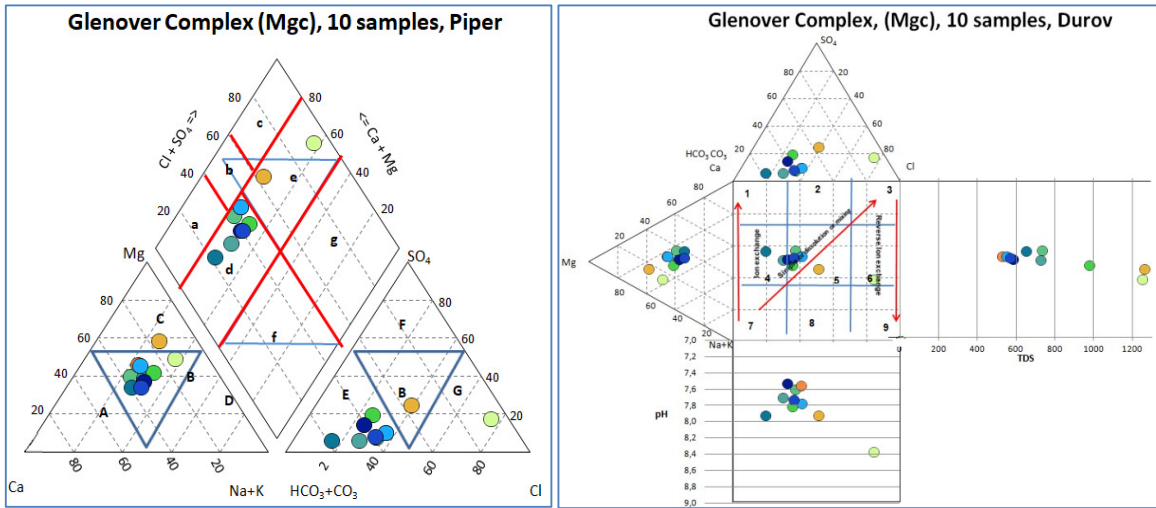 Glenover Complex (Mgc), 10 samples, Piper
80
80
60
60
40
40
20
20
Cl + SO₄ =>
<= Ca + Mg
c
b
e
a
g
d
f
Mg
SO₄
80
80
60
60
40
40
20
20
C
B
A
D
F
E
B
G
80
60
40
20
2
40
60
80
Ca
Na+K
HCO₃+CO₃
Cl
Glenover Complex, (Mgc), 10 samples, Durov
SO₄
80
20
60
40
40
60
20
80
HCO₃ CO₃
Ca
Cl
80
60
40
20
Mg
80
60
40
20
Na+K
1
2
3
4
5
6
7
8
9
Ion exchange
Reverse Ion exchange
7,0
7,2
7,4
7,6
7,8
8,0
8,2
8,4
8,6
8,8
9,0
pH
0
200
400
600
800
1000
1200
TDS